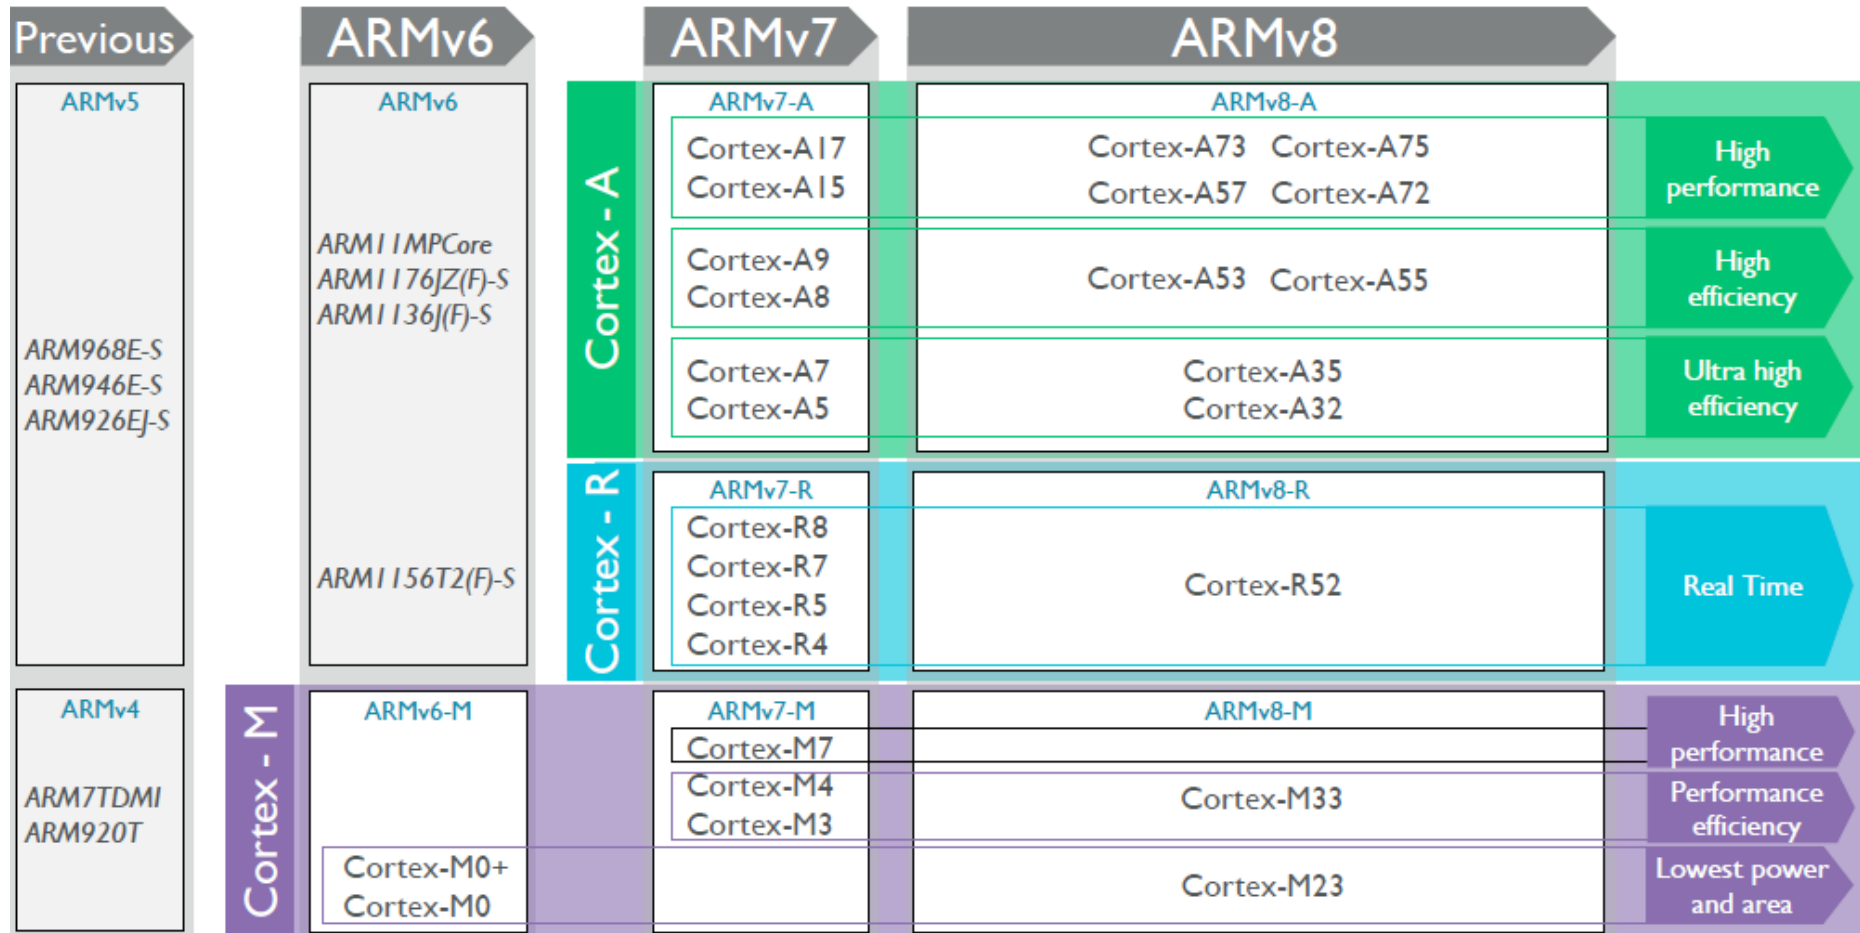 Previous
ARMv6
ARMv7
ARMv8
ARMv5
ARM968E-S
ARM946E-S
ARM926EJ-S
ARMv4
ARM7TDMI
ARM920T
ARMv6
ARM11MPCore
ARM1176JZ(F)-S
ARM1136J(F)-S
ARM1156T2(F)-S
Cortex - A
ARMv7-A
ARMv8-A
Cortex-A17
Cortex-A15
Cortex-A73 Cortex-A75
Cortex-A57 Cortex-A72
High
performance
Cortex-A9
Cortex-A8
Cortex-A53 Cortex-A55
High
efficiency
Cortex-A7
Cortex-A5
Cortex-A35
Cortex-A32
Ultra high
efficiency
Cortex - R
ARMv7-R
ARMv8-R
Cortex-R8
Cortex-R7
Cortex-R5
Cortex-R4
Cortex-R52
Real Time
Cortex - M
ARMv6-M
ARMv7-M
ARMv8-M
Cortex-M7
High
performance
Cortex-M4
Cortex-M3
Cortex-M33
Performance
efficiency
Cortex-M0+
Cortex-M0
Cortex-M23
Lowest power
and area